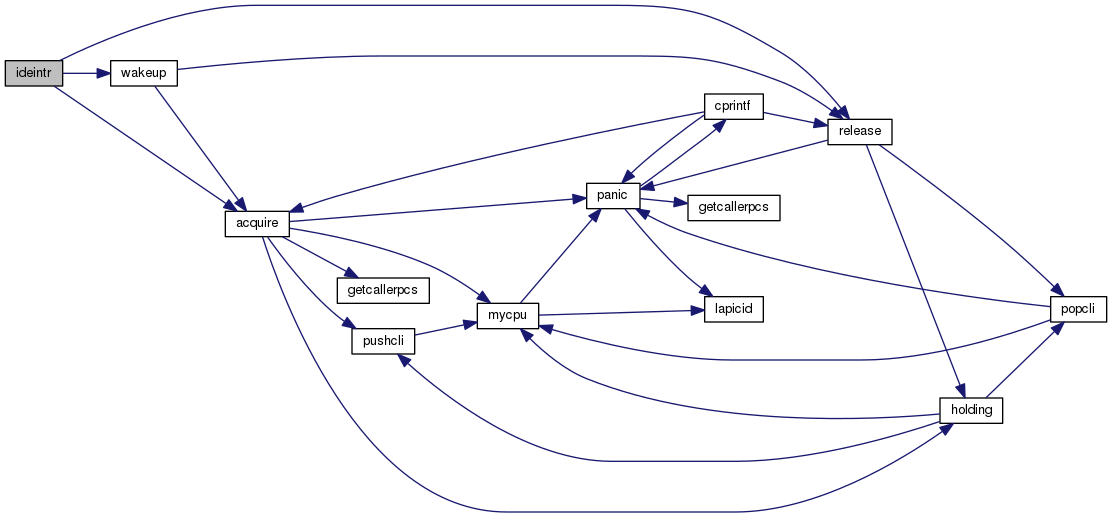 ideintr
wakeup
cprintf
release
panic
getcallerpcs
acquire
getcallerpcs
mycpu
lapicid
popcli
pushcli
holding